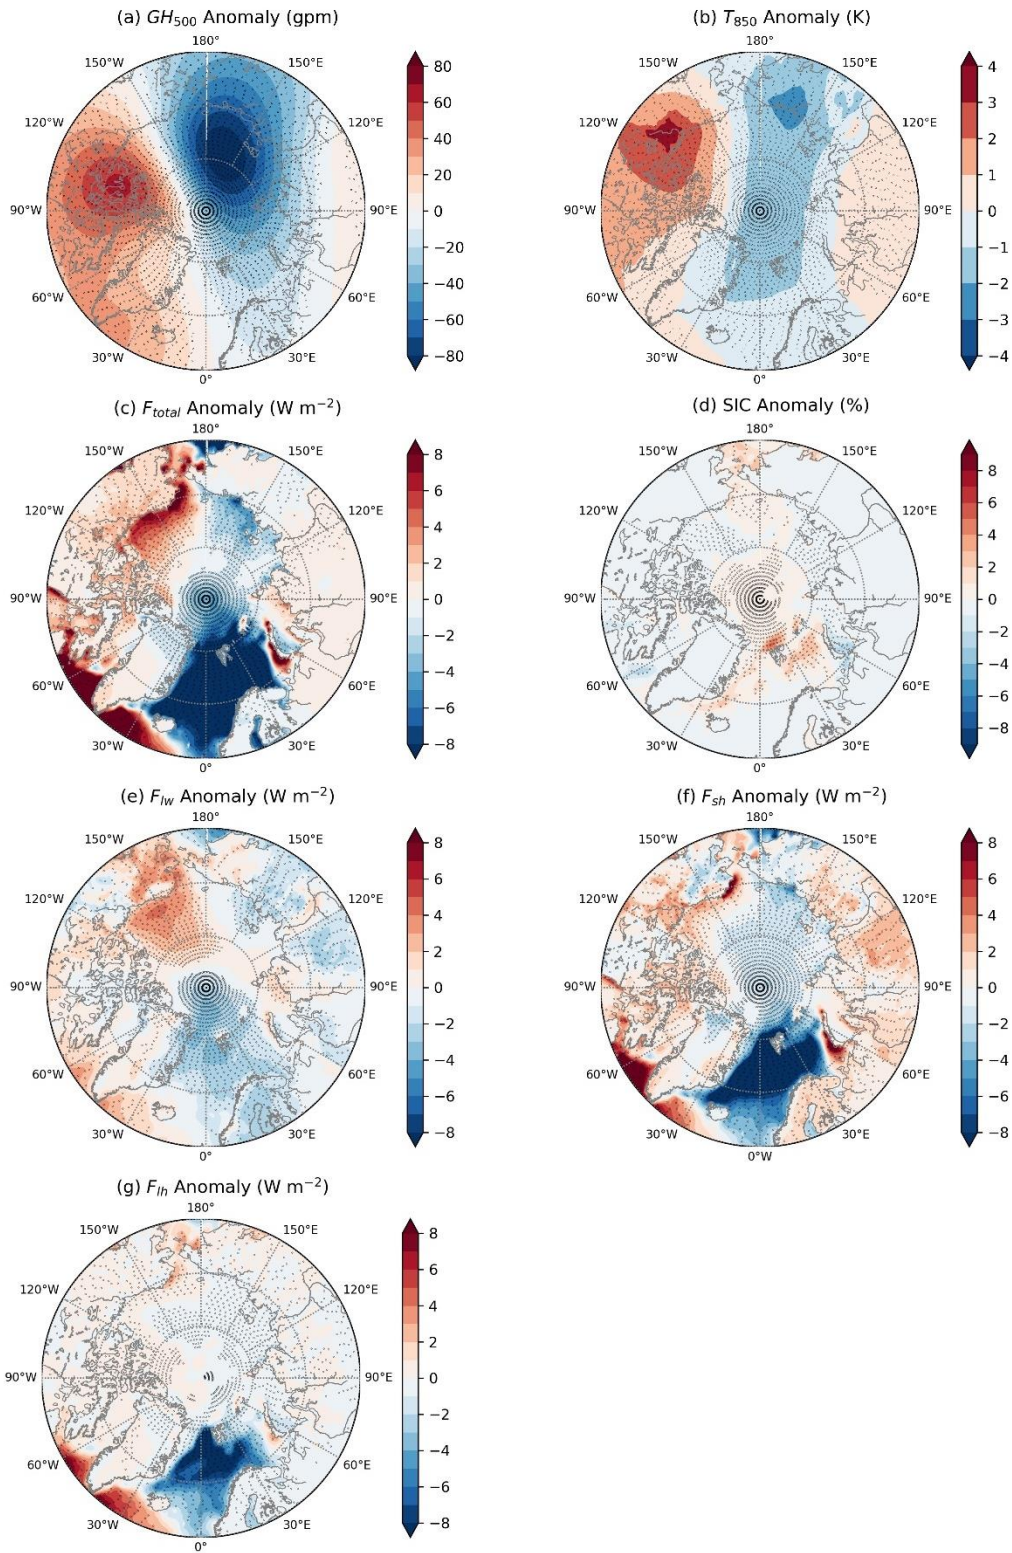 (a) GH500 Anomaly (gpm)
180°
150°W
150°E
120°W
120°E
90°W
90°E
60°W
60°E
30°W
30°E
0°
80
60
40
20
0
−20
−40
−60
−80
(b) T850 Anomaly (K)
180°
150°W
150°E
120°W
120°E
90°W
90°E
60°W
60°E
30°W
30°E
0°
4
3
2
1
0
−1
−2
−3
−4
(c) Ftotal Anomaly (W m−2)
180°
150°W
150°E
120°W
120°E
90°W
90°E
60°W
60°E
30°W
30°E
0°
8
6
4
2
0
−2
−4
−6
−8
(d) SIC Anomaly (%)
180°
150°W
150°E
120°W
120°E
90°W
90°E
60°W
60°E
30°W
30°E
0°
8
6
4
2
0
−2
−4
−6
−8
(e) Flw Anomaly (W m−2)
180°
150°W
150°E
120°W
120°E
90°W
90°E
60°W
60°E
30°W
30°E
0°
8
6
4
2
0
−2
−4
−6
−8
(f) Fsh Anomaly (W m−2)
180°
150°W
150°E
120°W
120°E
90°W
90°E
60°W
60°E
30°W
30°E
0°W
8
6
4
2
0
−2
−4
−6
−8
(g) Flh Anomaly (W m−2)
180°
150°W
150°E
120°W
120°E
90°W
90°E
60°W
60°E
30°W
30°E
0°
8
6
4
2
0
−2
−4
−6
−8